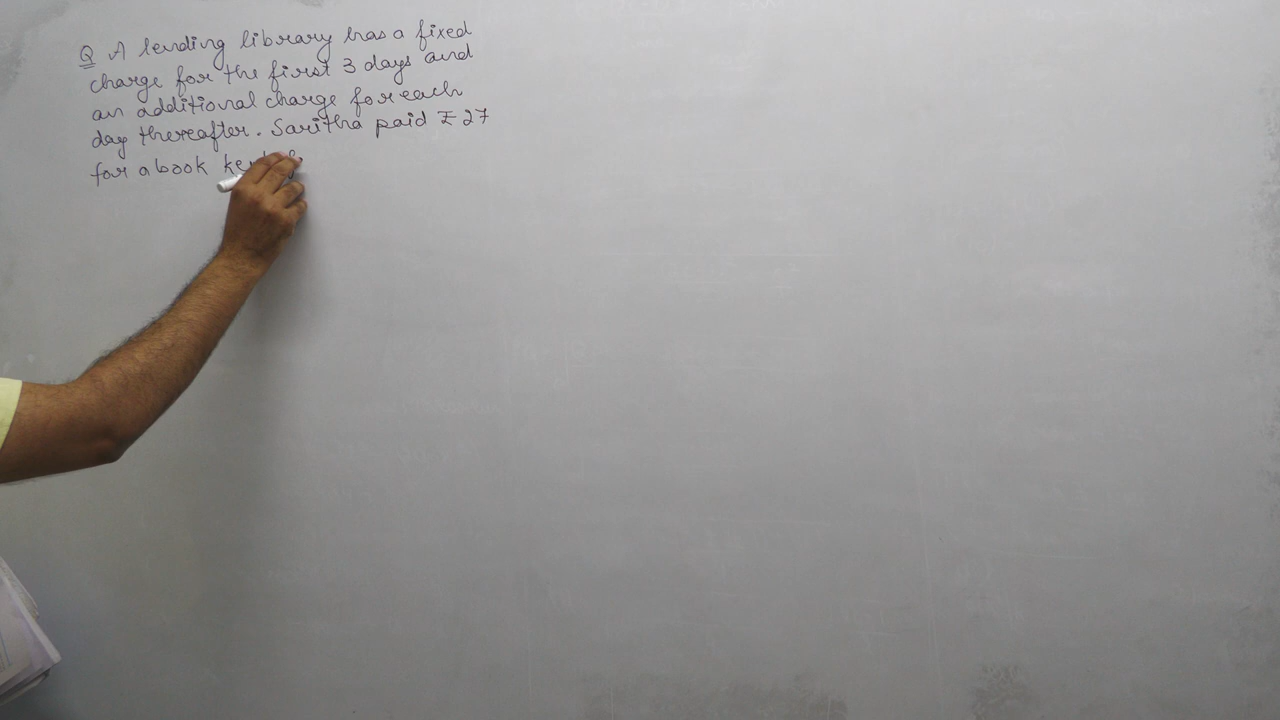 Q A lending library has a fixed
charge for the first 3 days and
an additional charge for each
day thereafter. Saritha paid ₹ 27
for a book